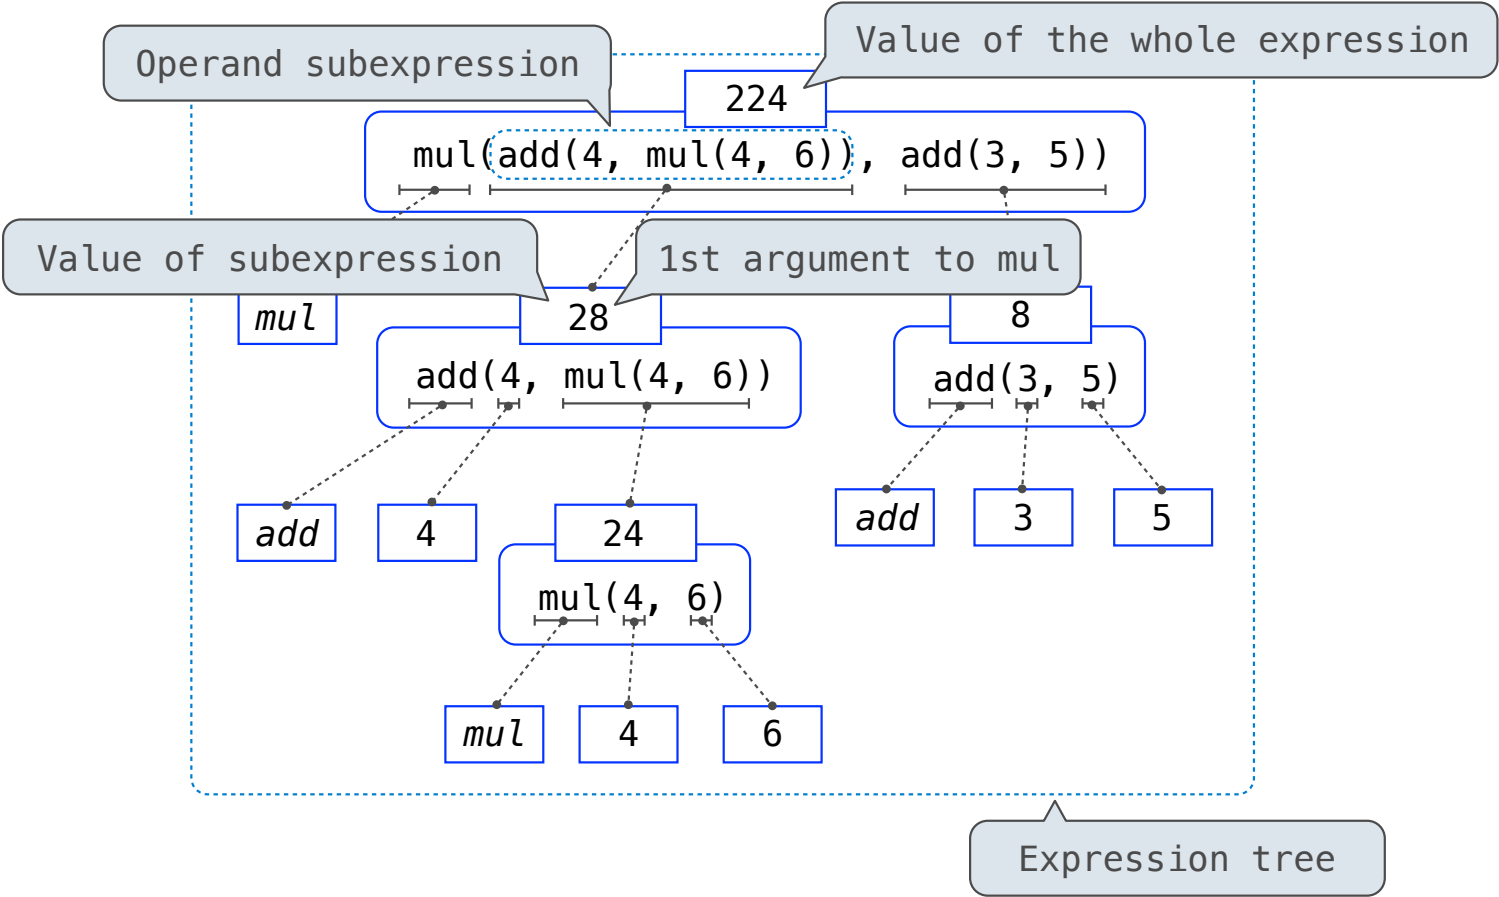 Value of the whole expression
Operand subexpression
224
mul(add(4, mul(4, 6)), add(3, 5))
Value of subexpression
1st argument to mul
mul
28
8
add(4, mul(4, 6))
add(3, 5)
add
4
24
add
3
5
mul(4, 6)
mul
4
6
Expression tree